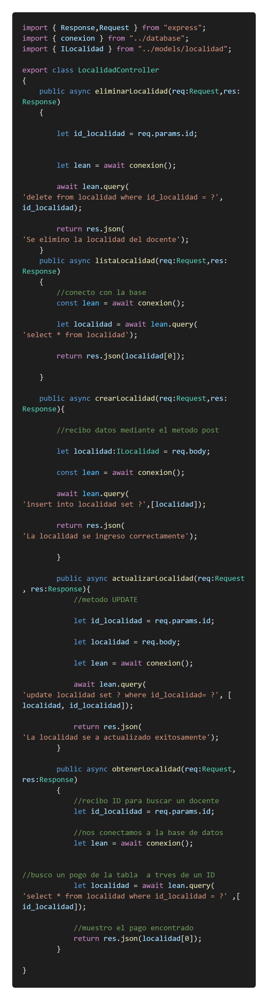 import { Response,Request } from "express";
import { conexion } from "../database";
import { ILocalidad } from "../models/localidad";
export class LocalidadController
{
public async eliminarLocalidad(req:Request,res:
Response)
{
let id_localidad = req.params.id;
let lean = await conexion();
await lean.query(
'delete from localidad where id_localidad = ?',
id_localidad);
return res.json(
'Se elimino la localidad del docente');
}
public async listaLocalidad(req:Request,res:
Response)
{
//conecto con la base
const lean = await conexion();
let localidad = await lean.query(
'select * from localidad');
return res.json(localidad[0]);
}
public async crearLocalidad(req:Request,res:
Response){
//recibo datos mediante el metodo post
let localidad:ILocalidad = req.body;
const lean = await conexion();
await lean.query(
'insert into localidad set ?',[localidad]);
return res.json(
'La localidad se ingreso correctamente');
}
public async actualizarLocalidad(req:Request
, res:Response){
//metodo UPDATE
let id_localidad = req.params.id;
let localidad = req.body;
let lean = await conexion();
await lean.query(
'update localidad set ? where id_localidad= ?', [
localidad, id_localidad]);
return res.json(
'La localidad se a actualizado exitosamente');
}
public async obtenerLocalidad(req:Request,
res:Response)
{
//recibo ID para buscar un docente
let id_localidad = req.params.id;
//nos conectamos a la base de datos
let lean = await conexion();
//busco un pogo de la tabla  a trves de un ID
let localidad = await lean.query(
'select * from localidad where id_localidad = ?' ,[
id_localidad]);
//muestro el pago encontrado
return res.json(localidad[0]);
}
}